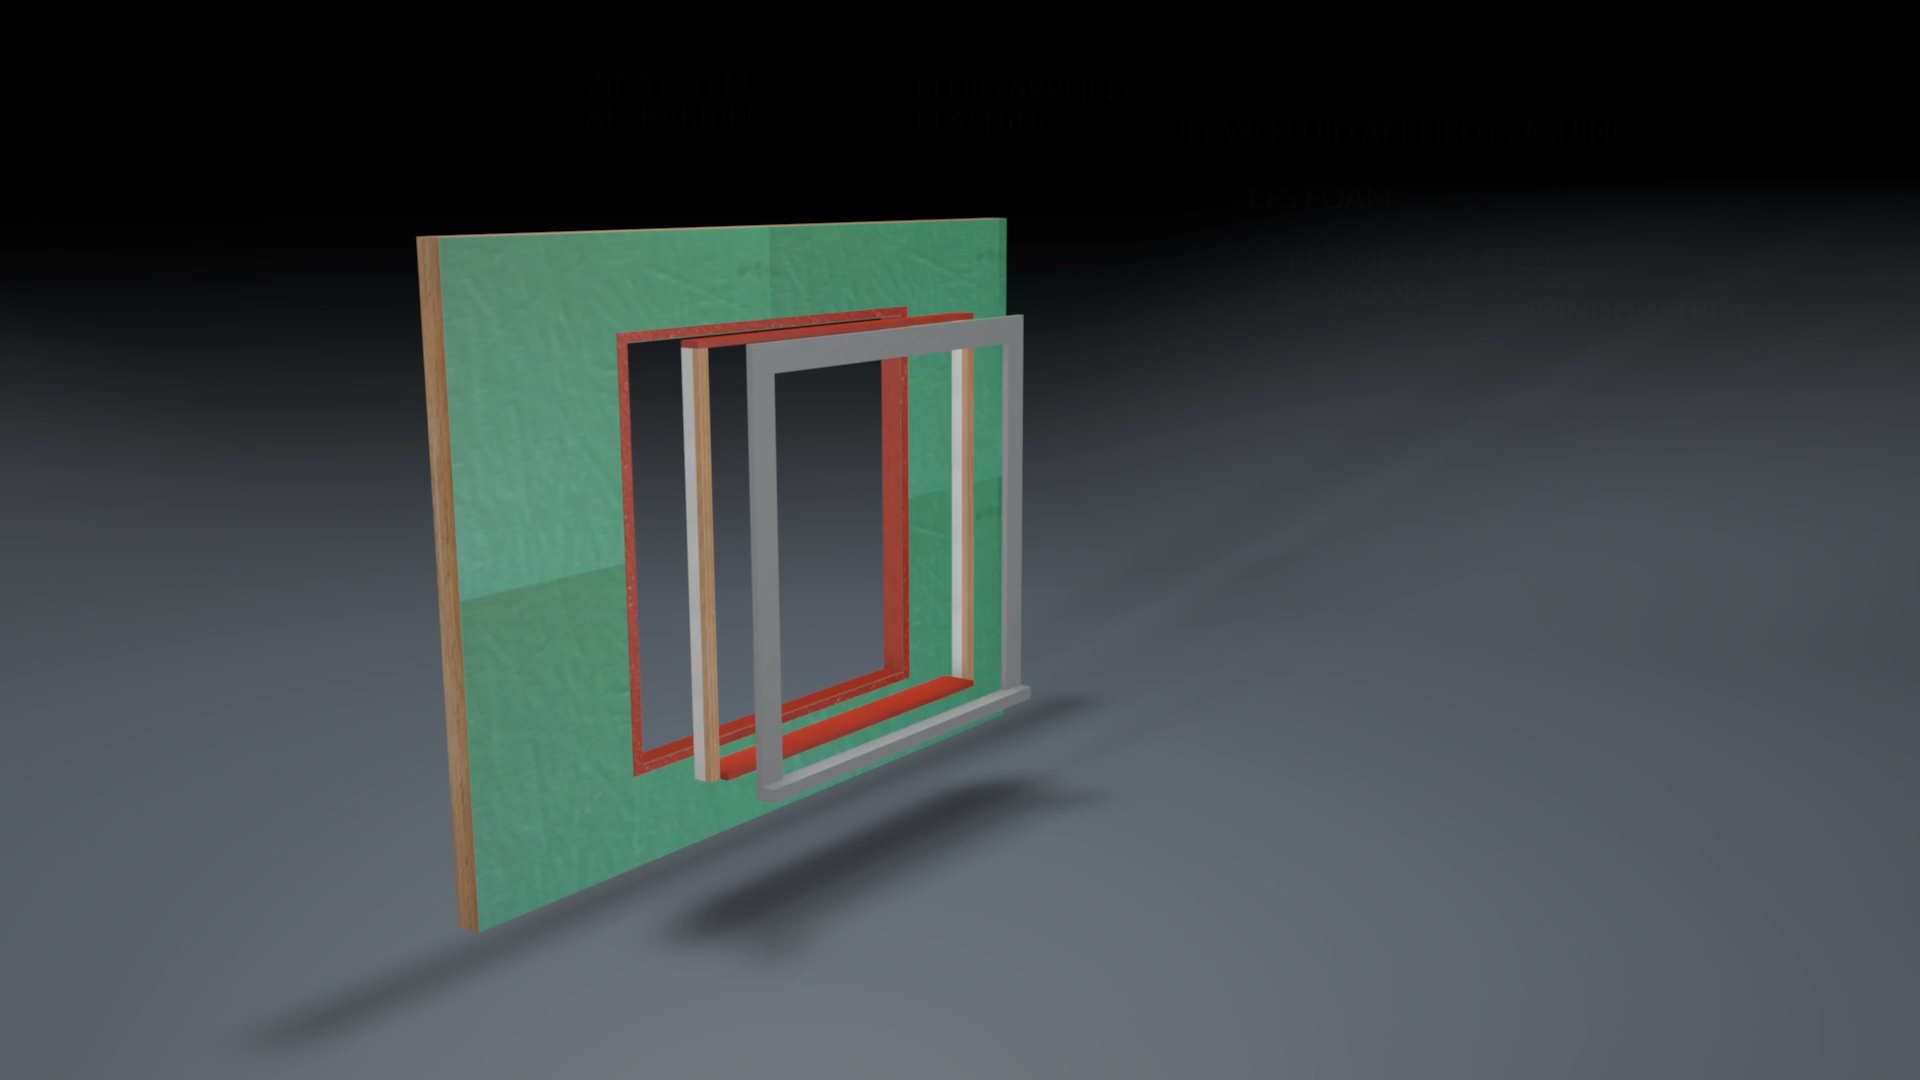 ZIP SYSTEM
AIR BARRIER
FLUID APPLIED
FLASHING
SILL W/ FLUID APPLIED FLASHING
EPS FOAM
PRESSURE TREATED
PLYWOOD